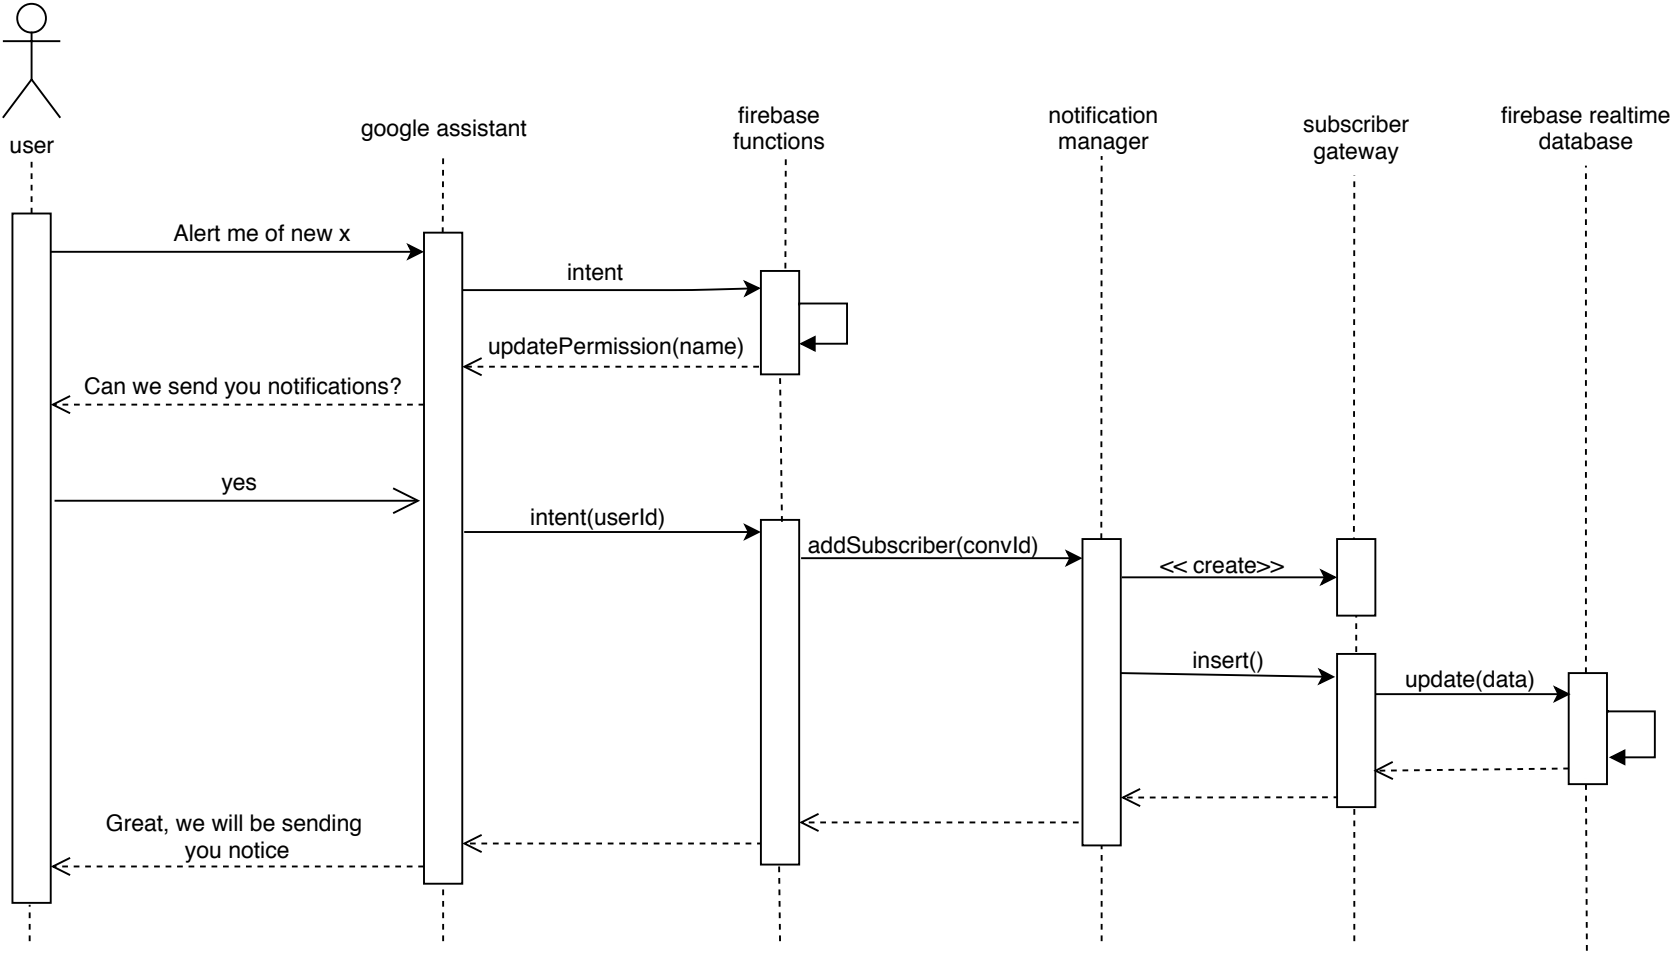 user
google assistant
firebase
functions
notification
manager
subscriber
gateway
firebase realtime
database
Alert me of new x
intent
updatePermission(name)
Can we send you notifications?
yes
intent(userId)
addSubscriber(convId)
<< create>>
insert()
update(data)
Great, we will be sending
you notice